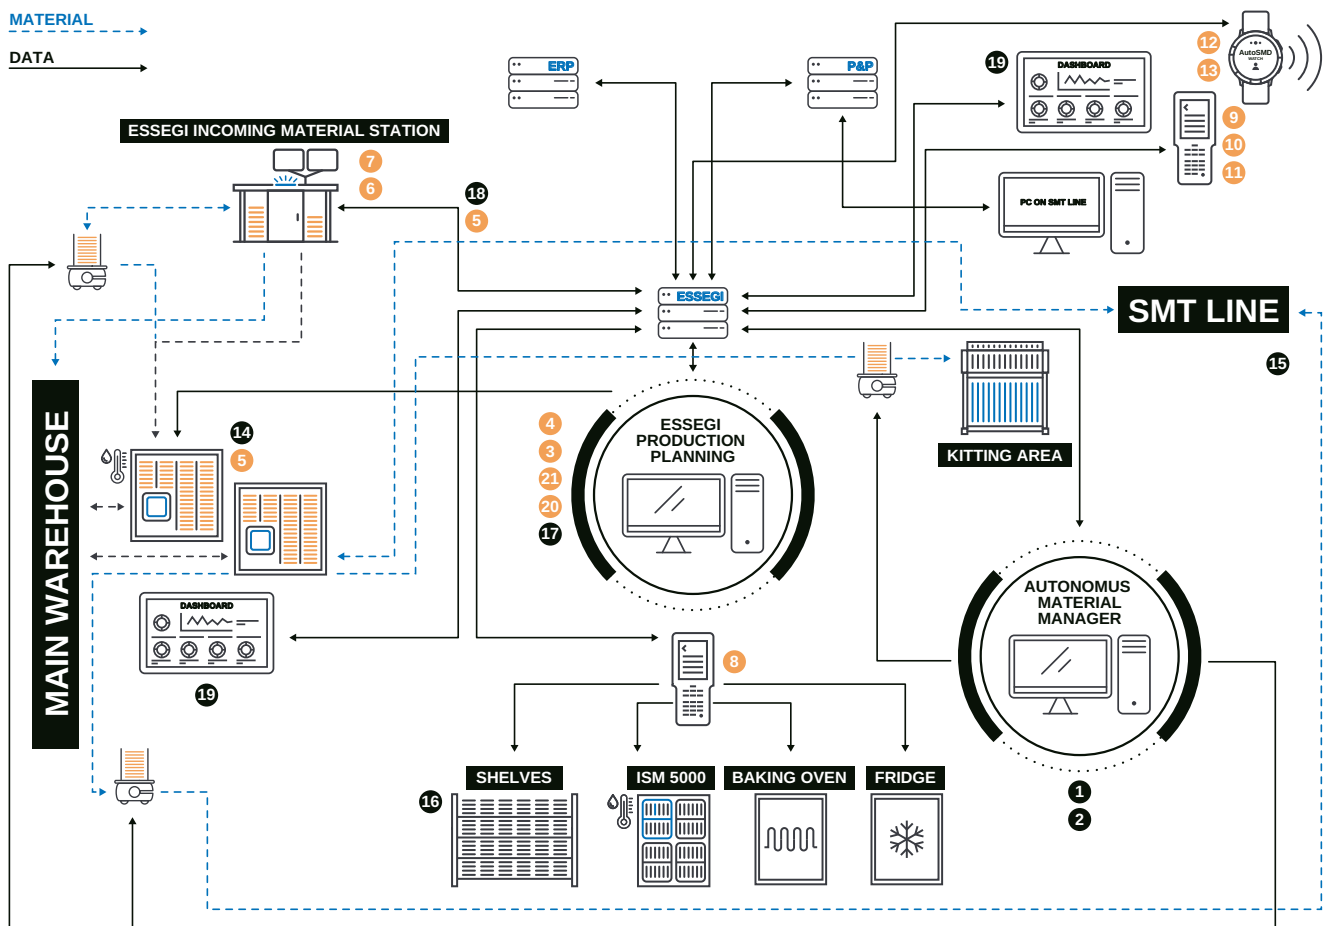 MATERIAL
DATA
ERP
P&P
19
DASHBOARD
12
13
AutoSMD
WATCH
9
10
11
ESSEGI INCOMING MATERIAL STATION
7
6
18
5
PC ON SMT LINE
ESSEGI
SMT LINE
15
KITTING AREA
MAIN WAREHOUSE
14
5
4
3
21
20
17
ESSEGI
PRODUCTION
PLANNING
AUTONOMUS
MATERIAL
MANAGER
1
2
DASHBOARD
19
8
SHELVES
ISM 5000
BAKING OVEN
FRIDGE
16